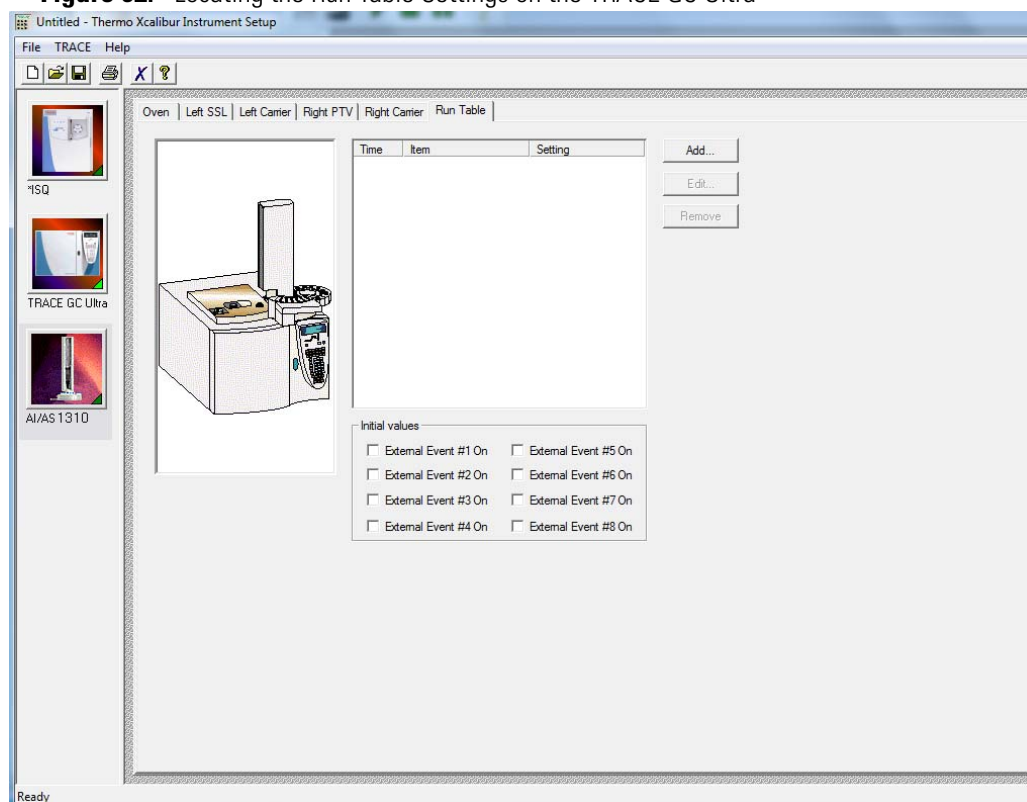 Figure 82. Locating the Run Table Settings on the TRACE GC Ultra
Untitled - Thermo Xcalibur Instrument Setup
File TRACE Help
Oven Left SSL Left Carrier Right PTV Right Carrier Run Table
Time Item Setting
Add...
Edit...
Remove
*ISQ
TRACE GC Ultra
AI/AS 1310
Initial values
External Event #1 On External Event #5 On
External Event #2 On External Event #6 On
External Event #3 On External Event #7 On
External Event #4 On External Event #8 On
Ready